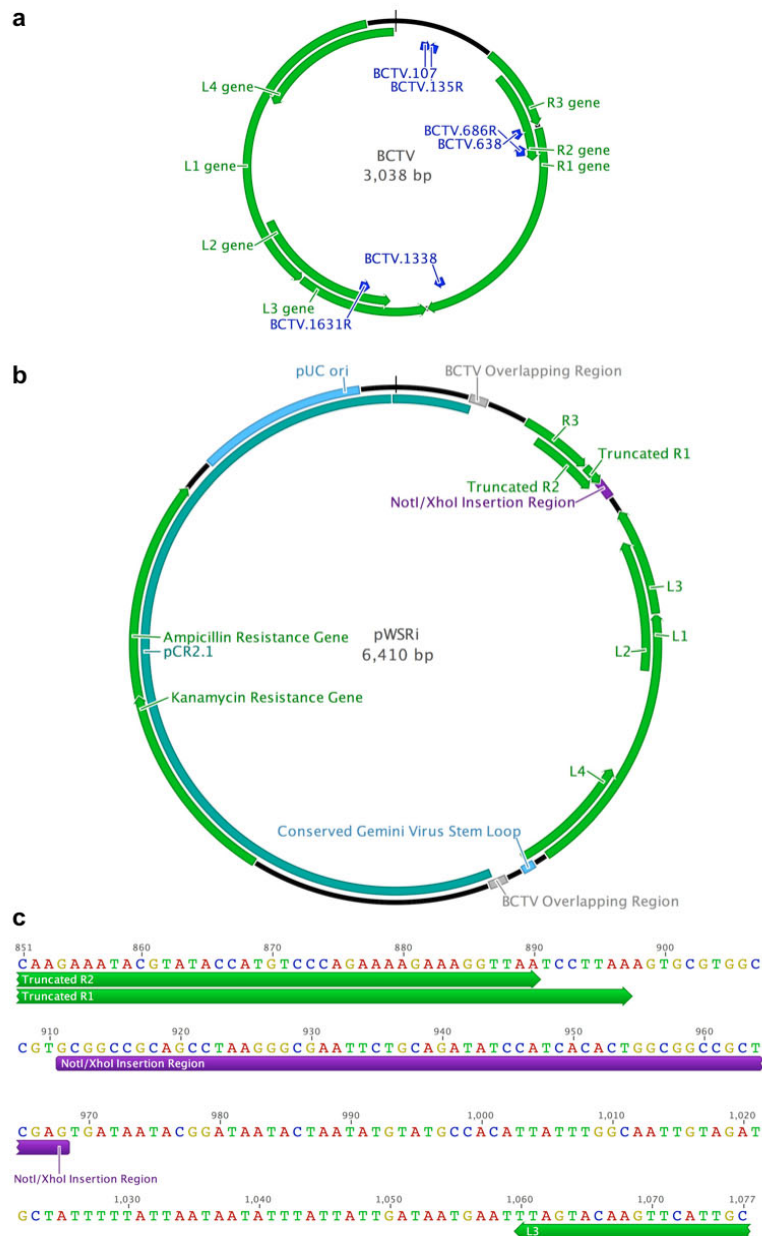 a
L4 gene
L1 gene
L2 gene
L3 gene
BCTV.107
BCTV.135R
R3 gene
BCTV.686R
BCTV.638
R2 gene
R1 gene
BCTV
3,038 bp
BCTV.1338
BCTV.1631R
b
pUC ori
BCTV Overlapping Region
R3
Truncated R1
Truncated R2
NotI/XhoI Insertion Region
L3
L1
L2
Ampicillin Resistance Gene
pCR2.1
pWSRi
6,410 bp
Kanamycin Resistance Gene
L4
Conserved Gemini Virus Stem Loop
BCTV Overlapping Region
c
851 860 870 880 890 900
CAAGAAATACGTATACCATGTCCCAGAAAAGAAAGGTTAATCCTTAAAGTGCGTGGC
Truncated R2
Truncated R1
910 920 930 940 950 960
CGTGCGGCCGCAGCCTAAGGGCGAATTCTGCAGATATCCATCACACTGGCGGCCGCT
NotI/XhoI Insertion Region
970 980 990 1,000 1,010 1,020
CGAGTGATAATACGGATAATACTAATATGTATGCCACATTATTTGGCAATTGTAGAT
NotI/XhoI Insertion Region
1,030 1,040 1,050 1,060 1,070 1,077
GCTATTTTTATTAATAATATTTATTATTGATAATGAATTTAGTACAAGTTCATTGC
L3